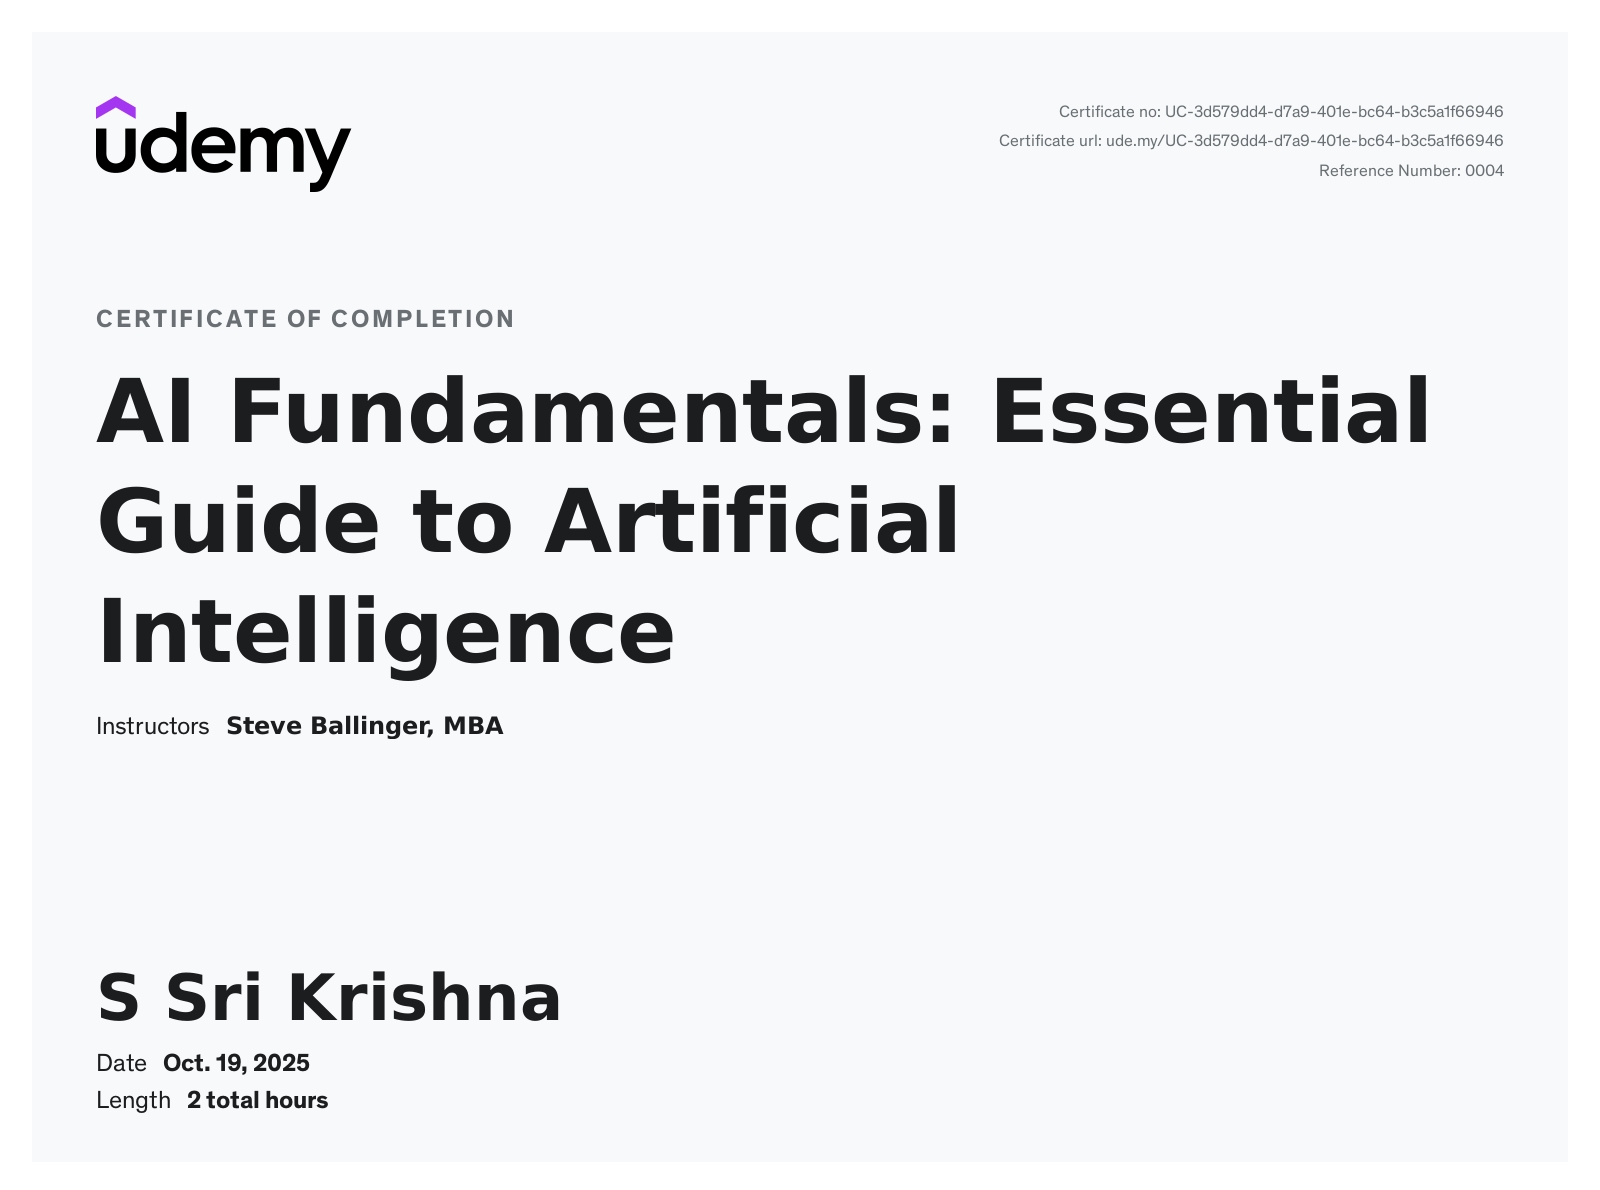 udemy
Certificate no: UC-3d579dd4-d7a9-401e-bc64-b3c5a1f66946
Certificate url: ude.my/UC-3d579dd4-d7a9-401e-bc64-b3c5a1f66946
Reference Number: 0004
CERTIFICATE OF COMPLETION
AI Fundamentals: Essential
Guide to Artificial
Intelligence
Instructors Steve Ballinger, MBA
S Sri Krishna
Date Oct. 19, 2025
Length 2 total hours